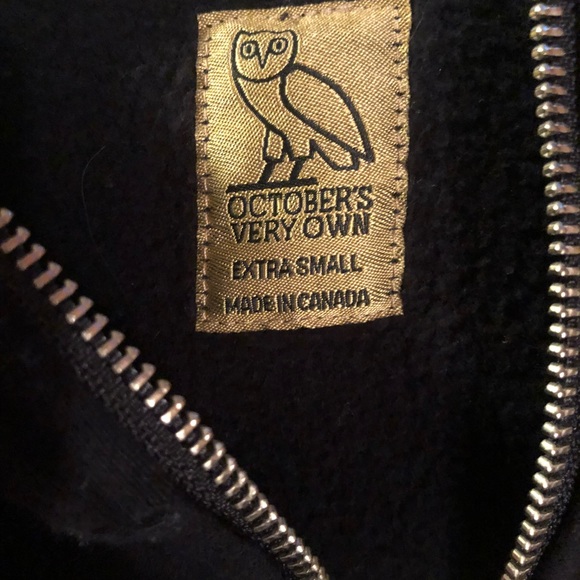 OCTOBER'S
VERY OWN
EXTRA SMALL
MADE IN CANADA